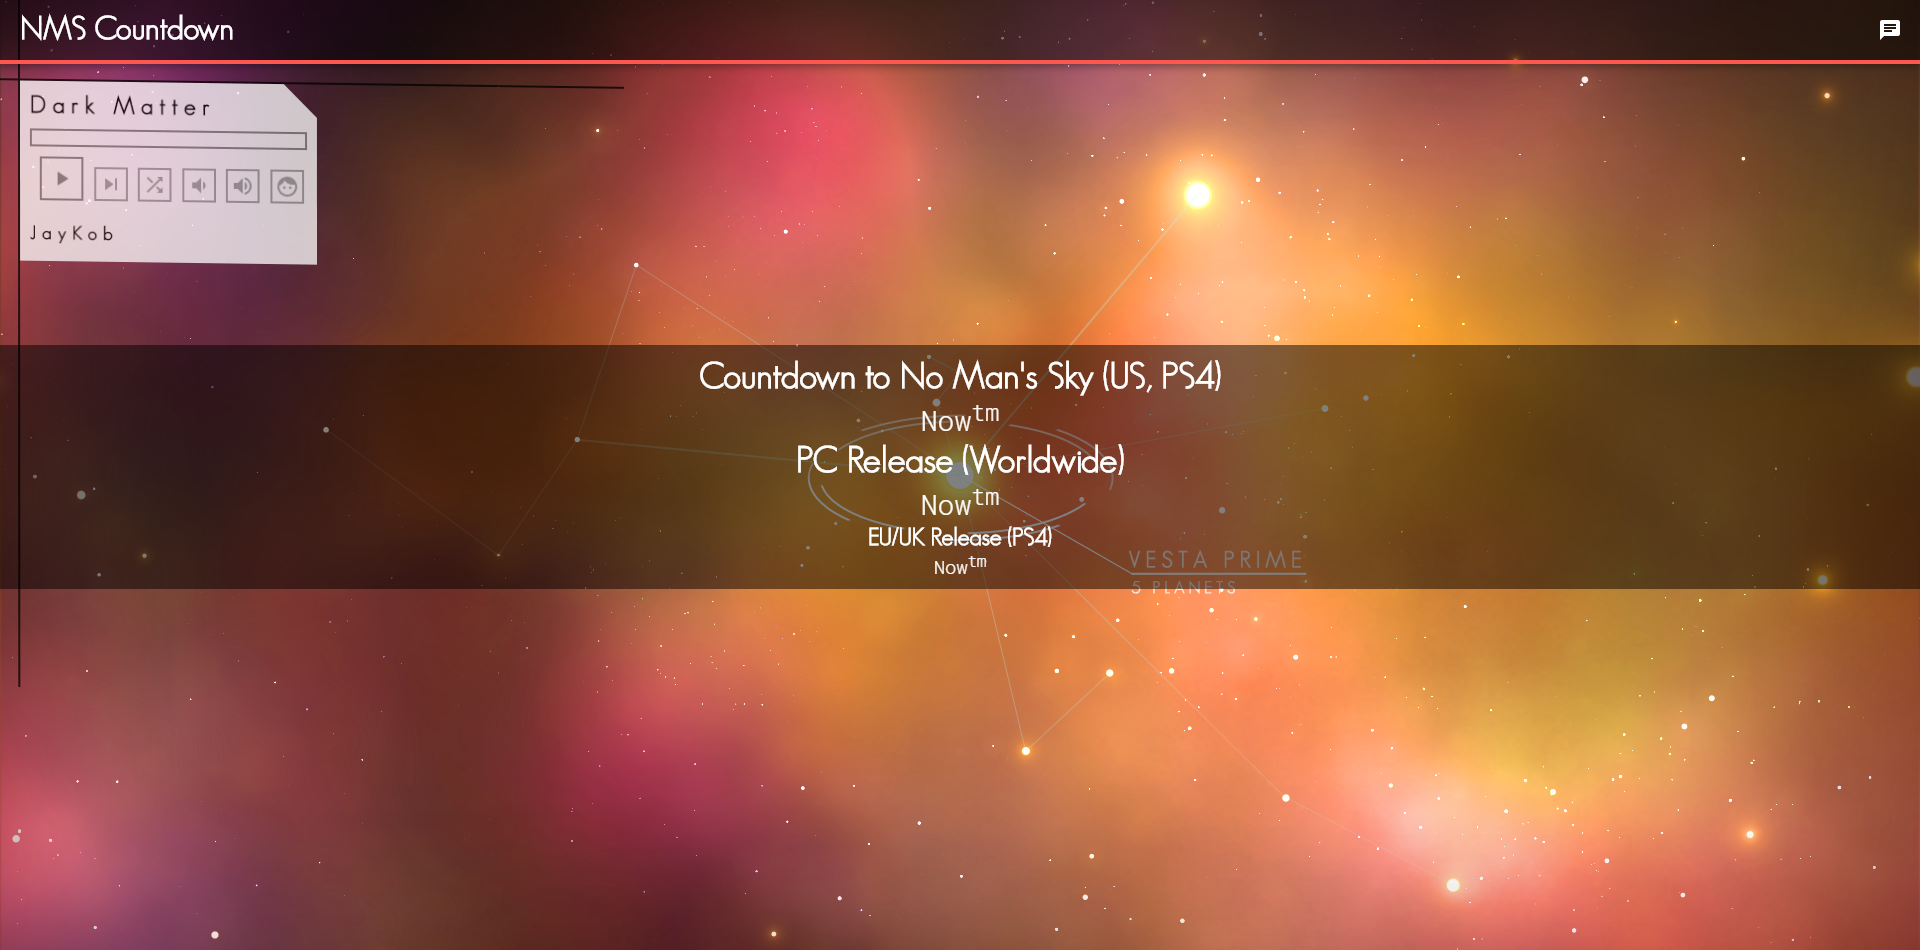 NMS Countdown
Dark Matter
JayKob
Countdown to No Man's Sky (US, PS4)
Nowtm
PC Release (Worldwide)
Nowtm
EU/UK Release (PS4)
Nowtm
VESTA PRIME
5 PLANETS